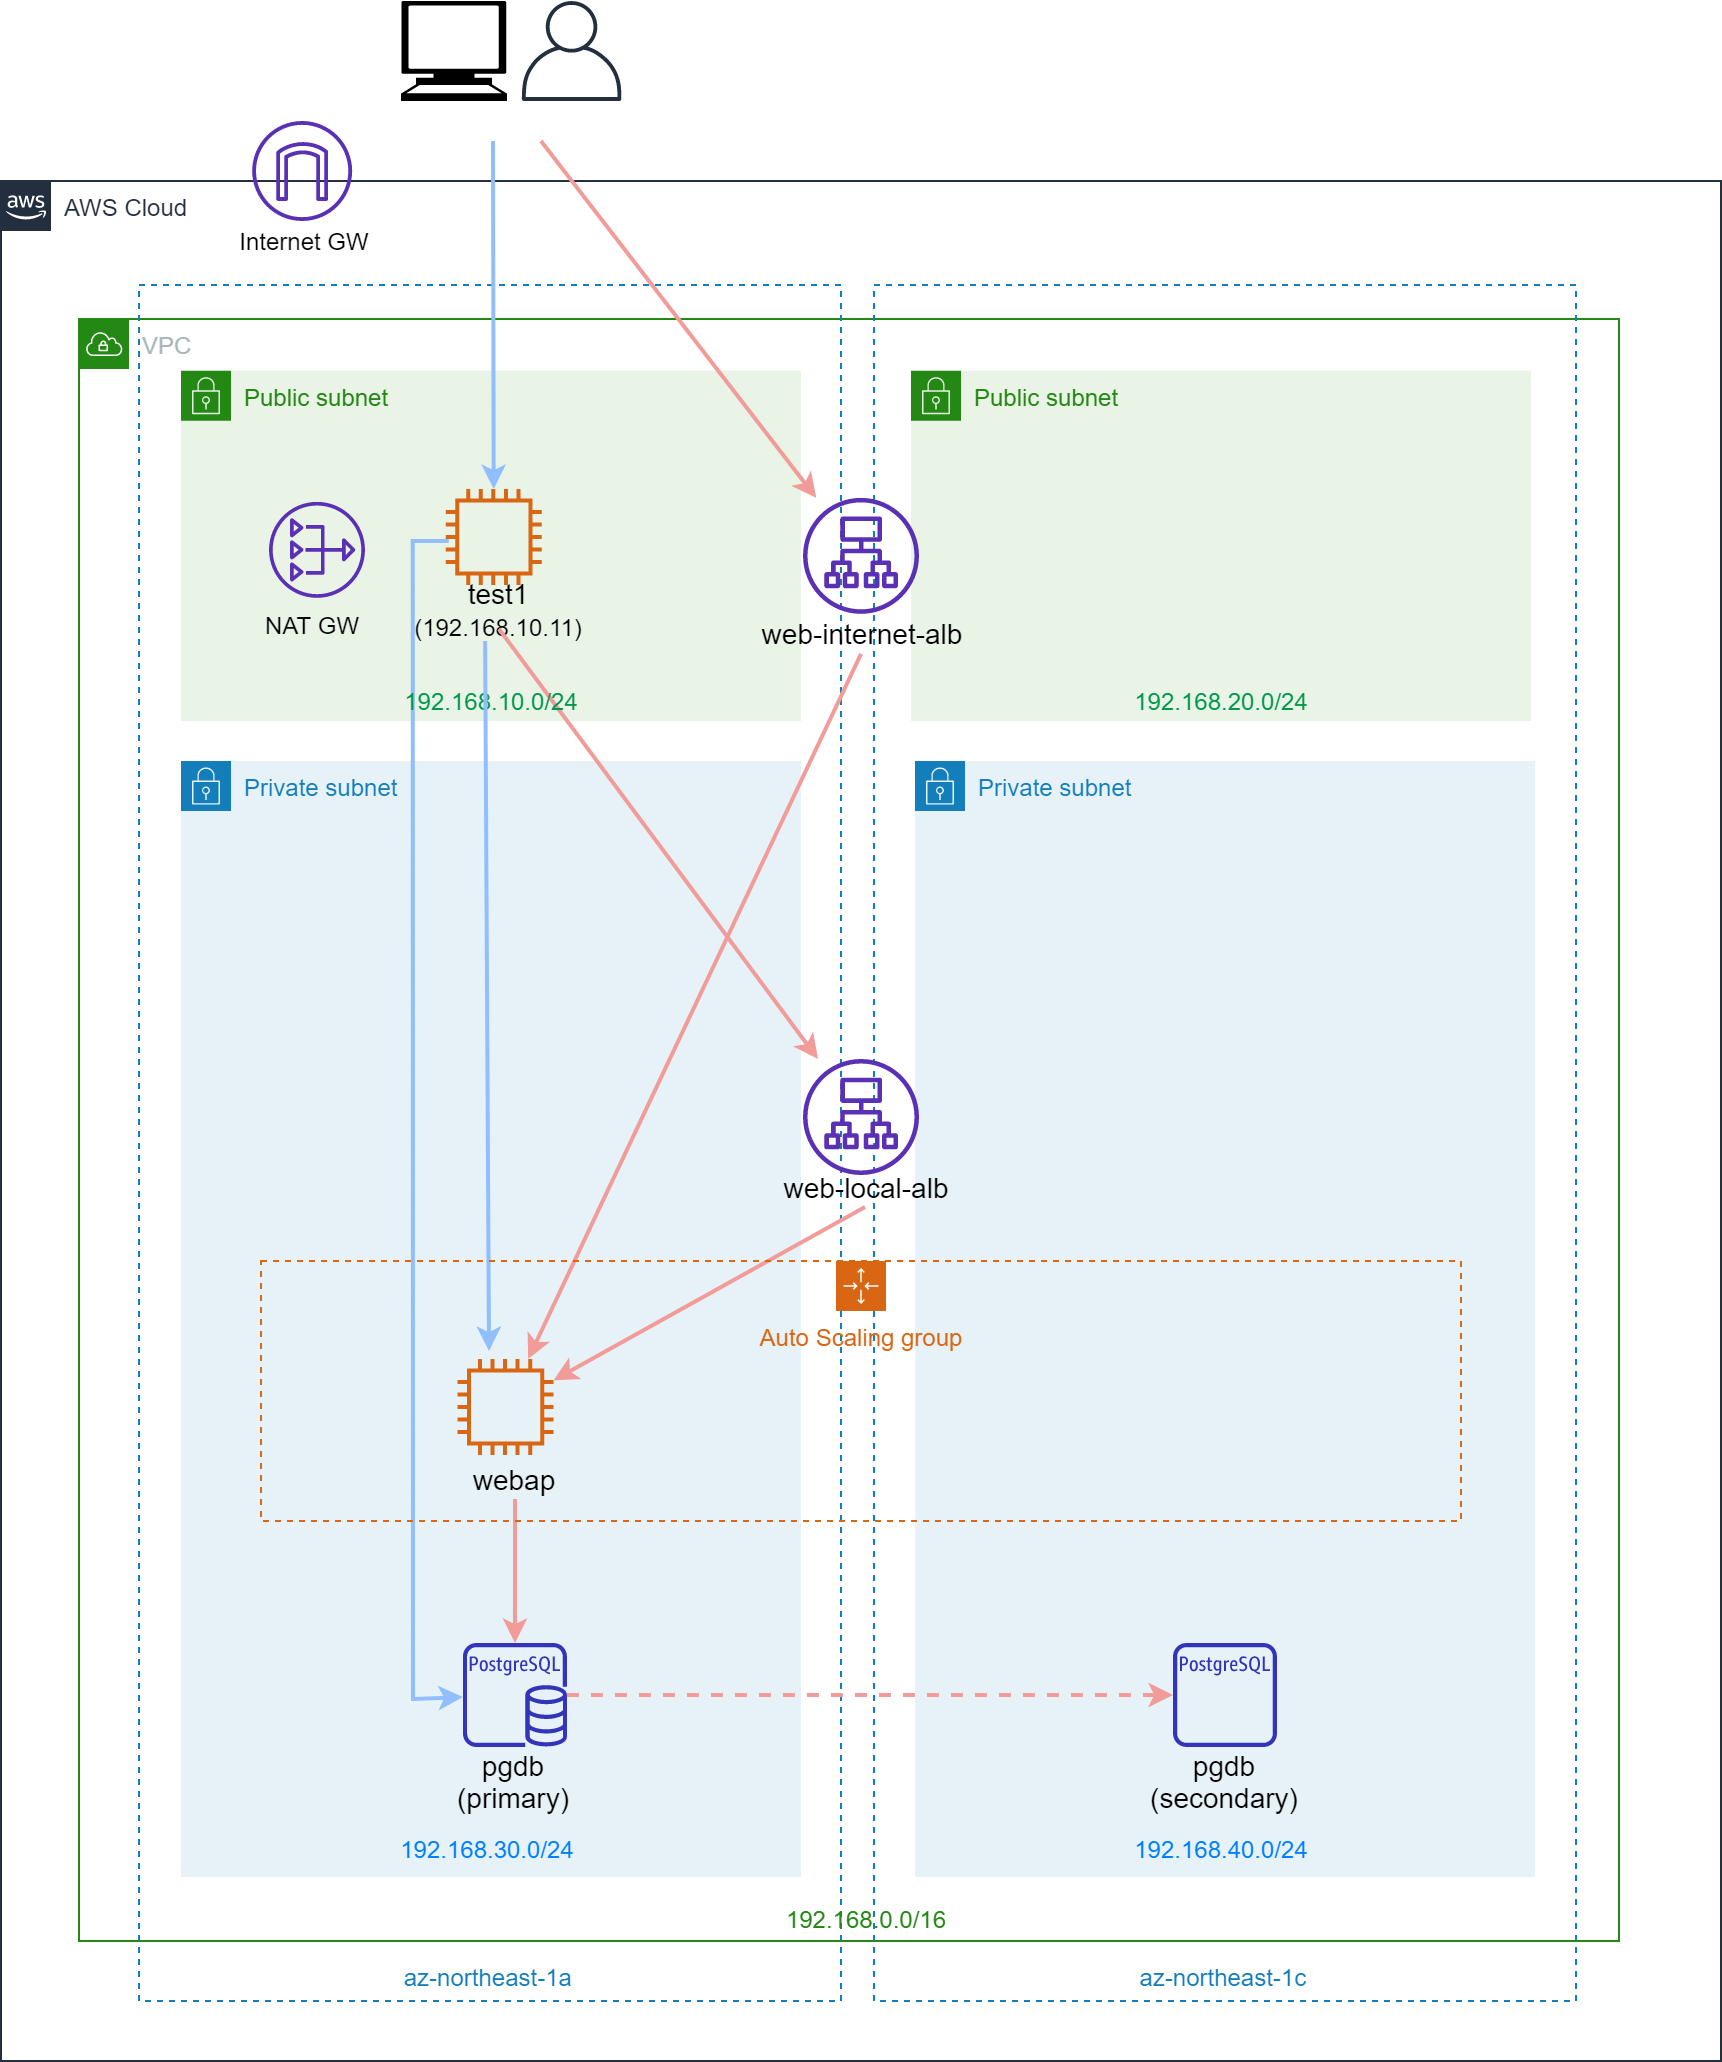 aws
AWS Cloud
Internet GW
VPC
Public subnet
Public subnet
NAT GW
test1
(192.168.10.11)
web-internet-alb
192.168.10.0/24
192.168.20.0/24
Private subnet
Private subnet
web-local-alb
Auto Scaling group
webap
PostgreSQL
PostgreSQL
pgdb
(primary)
pgdb
(secondary)
192.168.30.0/24
192.168.40.0/24
192.168.0.0/16
az-northeast-1a
az-northeast-1c